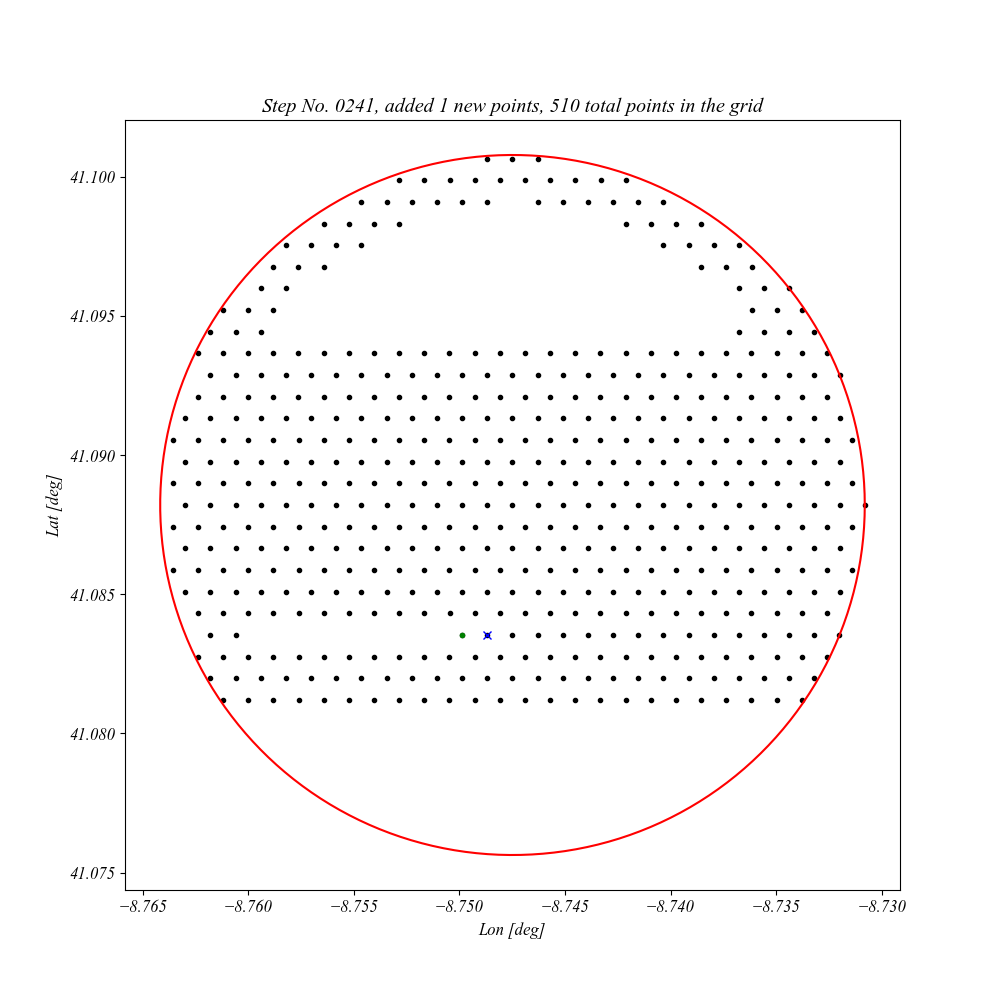 Step No. 0241, added 1 new points, 510 total points in the grid
41.100
41.095
41.090
41.085
41.080
41.075
Lat [deg]
−8.765 −8.760 −8.755 −8.750 −8.745 −8.740 −8.735 −8.730
Lon [deg]